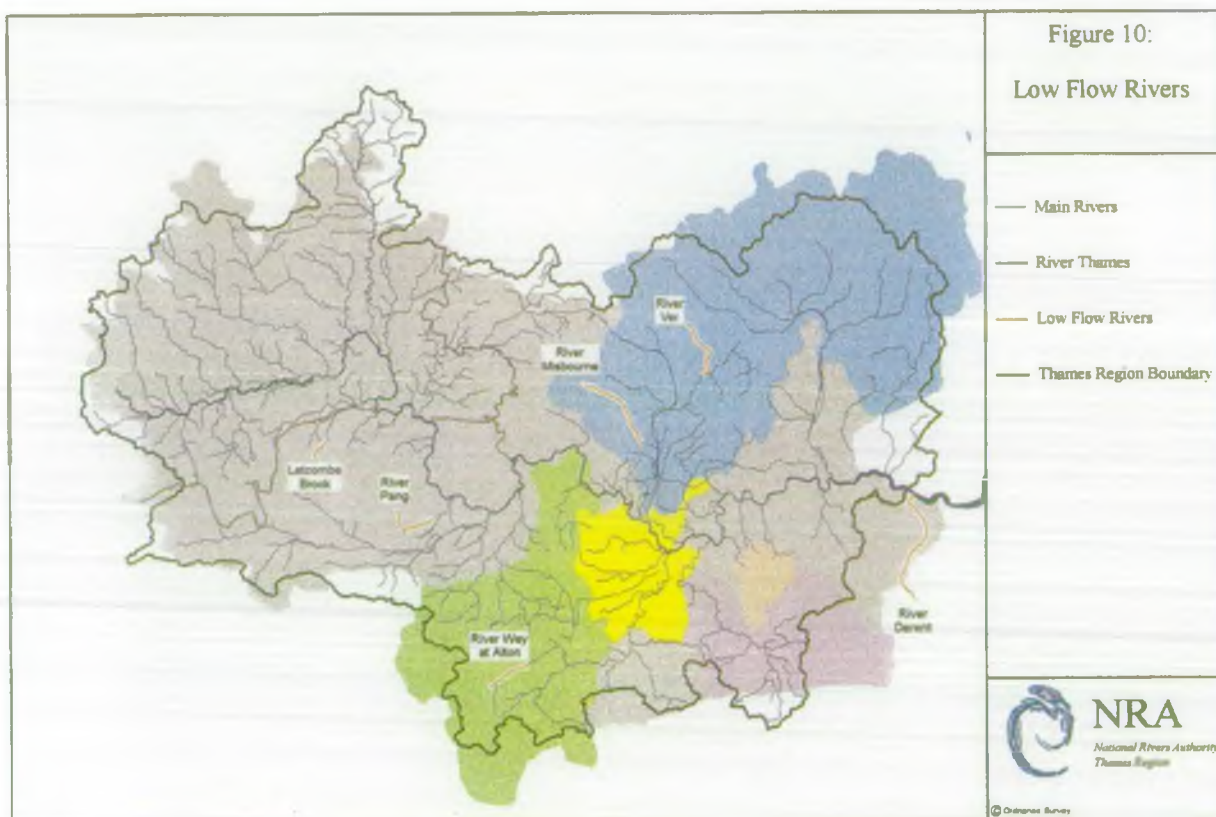 Figure 10:
Low Flow Rivers
Main Rivers
River Thames
Low Flow Rivers
Thames Region Boundary
River
Ver
River
Misbourne
Letcombe
Brook
River
Pang
River Wey
at Alton
River
Darent
NRA
National Rivers Authority
Thames Region
© Ordnance Survey